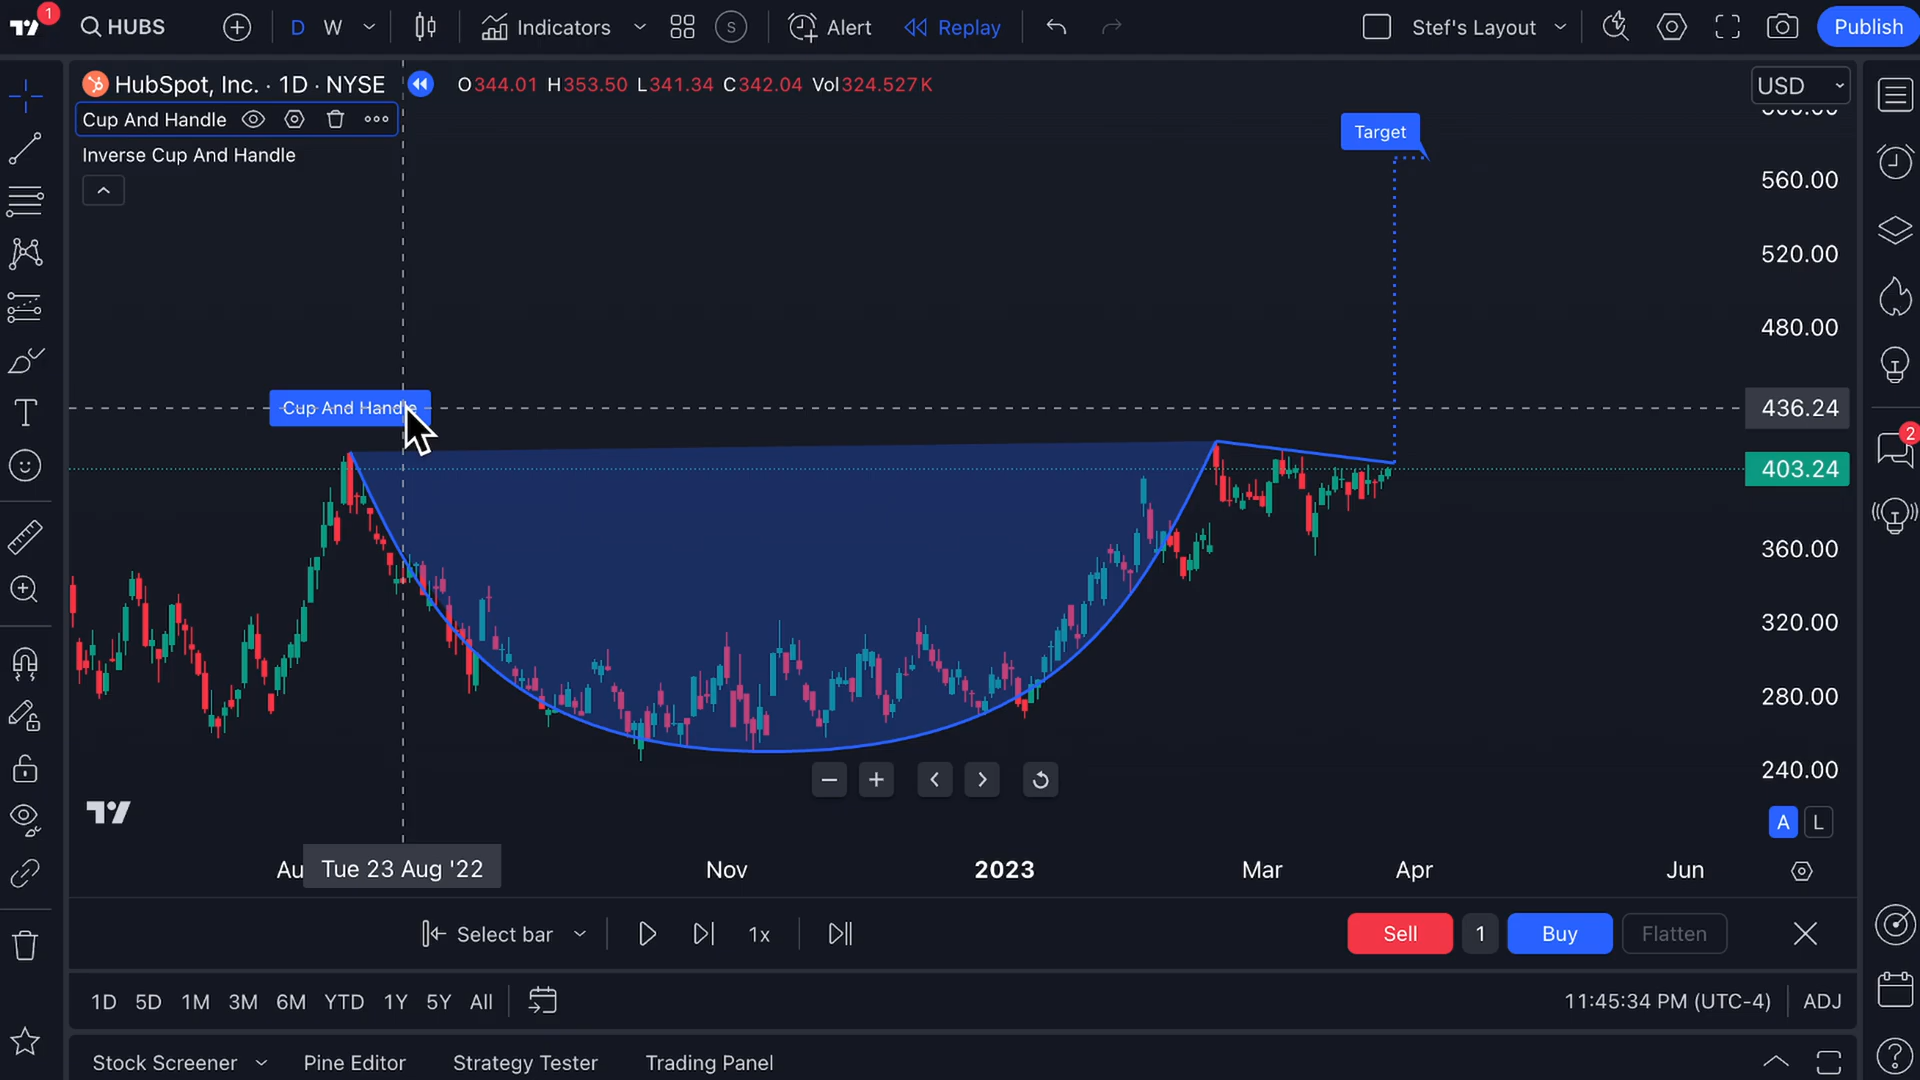 1
HUBS
D W
Indicators
S
Alert
Replay
Stef's Layout
Publish
HubSpot, Inc. · 1D · NYSE
O344.01 H353.50 L341.34 C342.04 Vol324.527K
USD
Cup And Handle
Inverse Cup And Handle
Target
560.00
520.00
480.00
Cup And Handle
436.24
2
403.24
360.00
320.00
280.00
240.00
A L
Au
Tue 23 Aug '22
Nov
2023
Mar
Apr
Jun
Select bar
1x
Sell
1
Buy
Flatten
1D 5D 1M 3M 6M YTD 1Y 5Y All
11:45:34 PM (UTC-4)
ADJ
Stock Screener
Pine Editor
Strategy Tester
Trading Panel